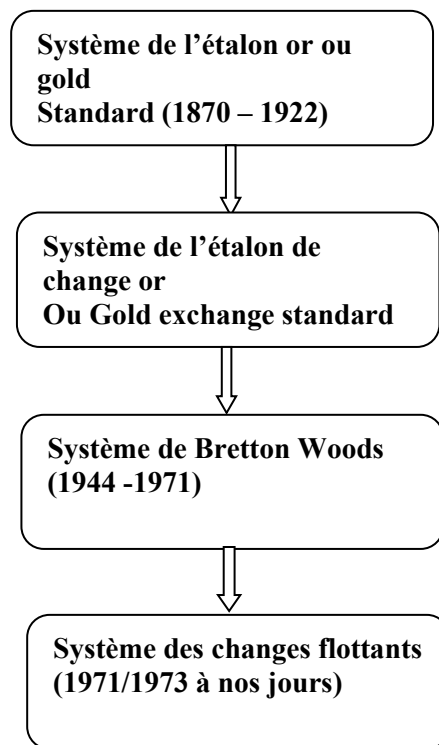 Système de l’étalon or ou
gold
Standard (1870 – 1922)
Système de l’étalon de
change or
Ou Gold exchange standard
Système de Bretton Woods
(1944 -1971)
Système des changes flottants
(1971/1973 à nos jours)